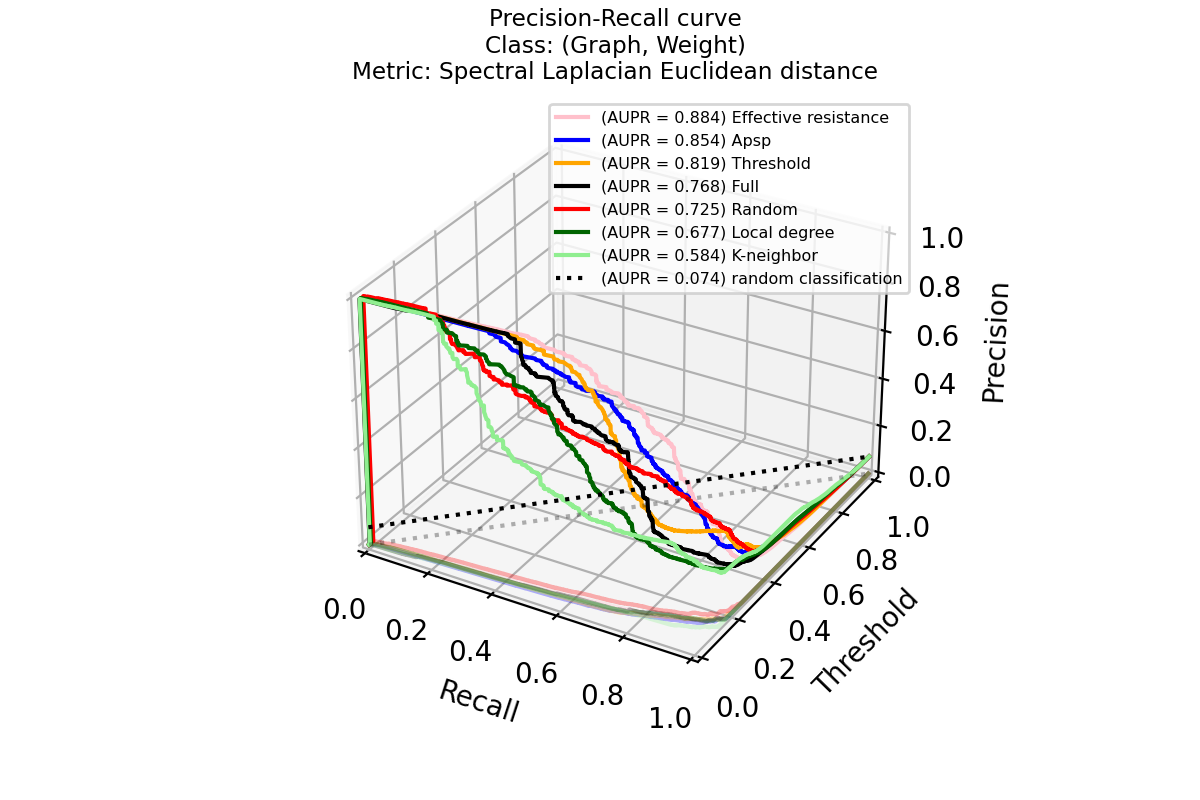 Precision-Recall curve
Class: (Graph, Weight)
Metric: Spectral Laplacian Euclidean distance
(AUPR = 0.884) Effective resistance
(AUPR = 0.854) Apsp
(AUPR = 0.819) Threshold
(AUPR = 0.768) Full
(AUPR = 0.725) Random
(AUPR = 0.677) Local degree
(AUPR = 0.584) K-neighbor
(AUPR = 0.074) random classification
1.0
0.8
0.6
0.4
0.2
0.0
Precision
1.0
0.8
0.6
0.4
0.2
0.0
Threshold
0.0
0.2
0.4
0.6
0.8
1.0
Recall